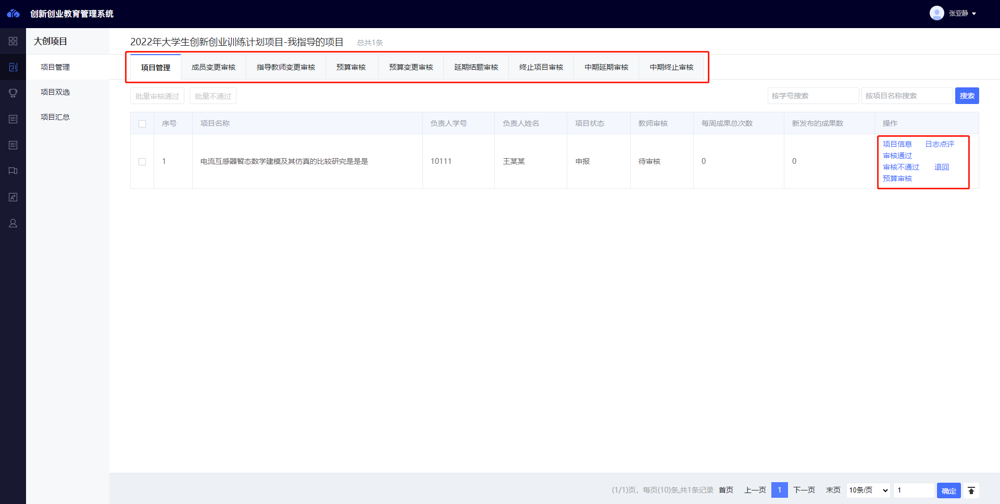 创新创业教育管理系统
张亚静
大创项目
项目管理
项目双选
项目汇总
2022年大学生创新创业训练计划项目-我指导的项目 总共1条
项目管理 成员变更审核 指导教师变更审核 预算审核 预算变更审核 延期结题审核 终止项目审核 中期延期审核 中期终止审核
批量审核通过 批量不通过 按学号搜索 按项目名称搜索 搜索
序号 项目名称 负责人学号 负责人姓名 项目状态 教师审核 每周成果总次数 新发布的成果数 操作
1 电流互感器暂态数学建模及其仿真的比较研究是是是 10111 王某某 申报 待审核 0 0
项目信息 日志点评
审核通过
审核不通过 退回
预算审核
(1/1)页，每页(10)条,共1条记录 首页 上一页 1 下一页 末页 10条/页 1 确定